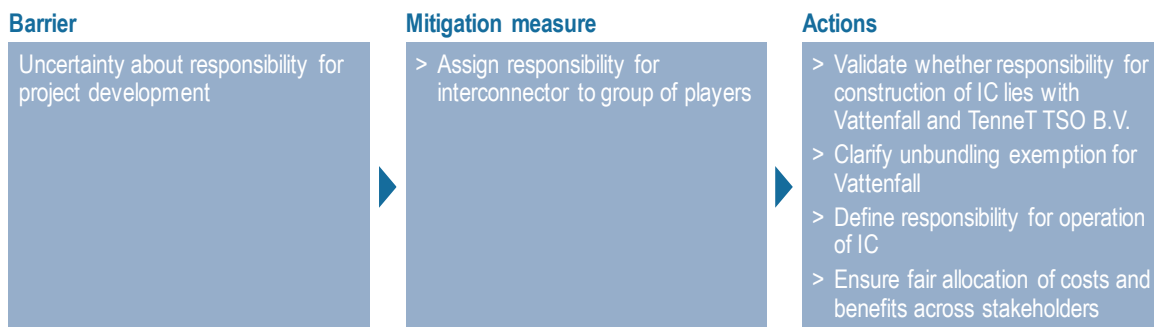 Barrier
Uncertainty about responsibility for
project development
Mitigation measure
> Assign responsibility for
interconnector to group of players
Actions
> Validate whether responsibility for
construction of IC lies with
Vattenfall and TenneT TSO B.V.
> Clarify unbundling exemption for
Vattenfall
> Define responsibility for operation
of IC
> Ensure fair allocation of costs and
benefits across stakeholders